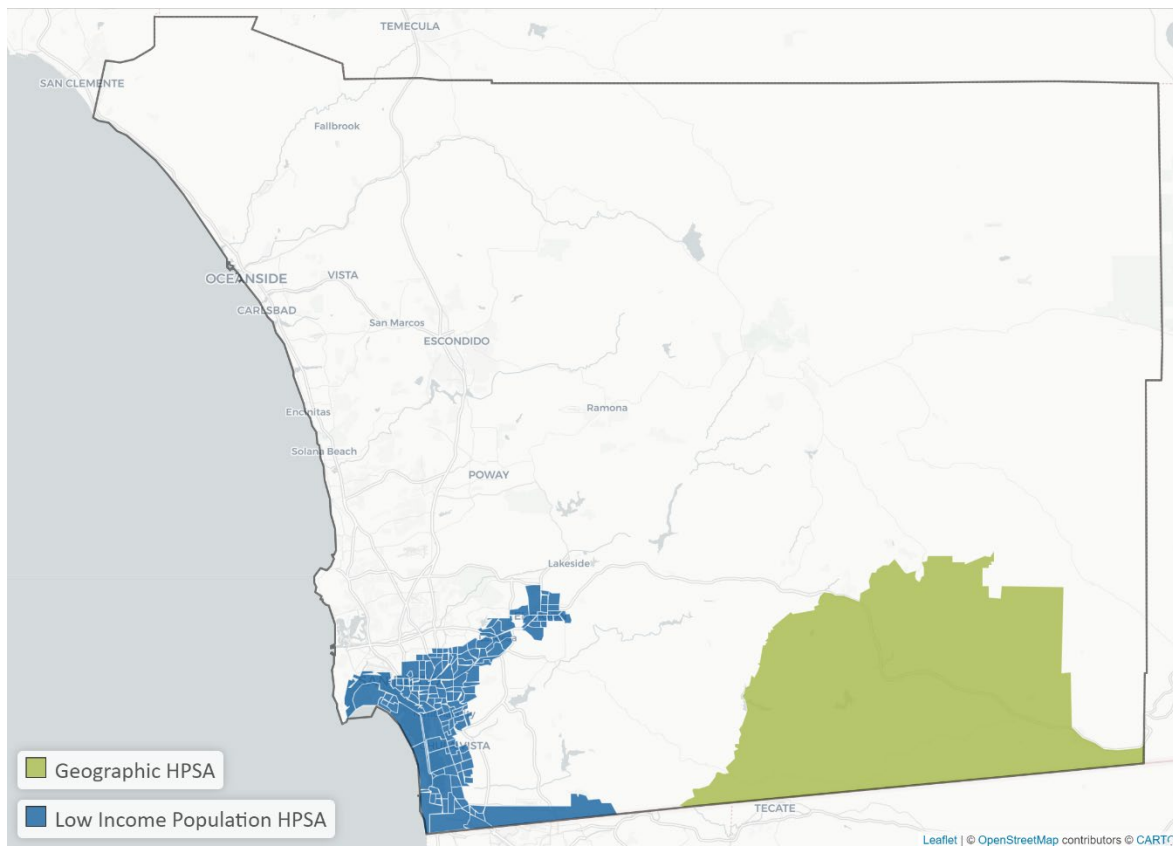 TEMECULA
SAN CLEMENTE
Fallbrook
OCEANSIDE
VISTA
CARLSBAD
San Marcos
ESCONDIDO
Encinitas
Ramona
Solana Beach
POWAY
Lakeside
VISTA
Geographic HPSA
Low Income Population HPSA
TECATE
Leaflet | © OpenStreetMap contributors © CARTO